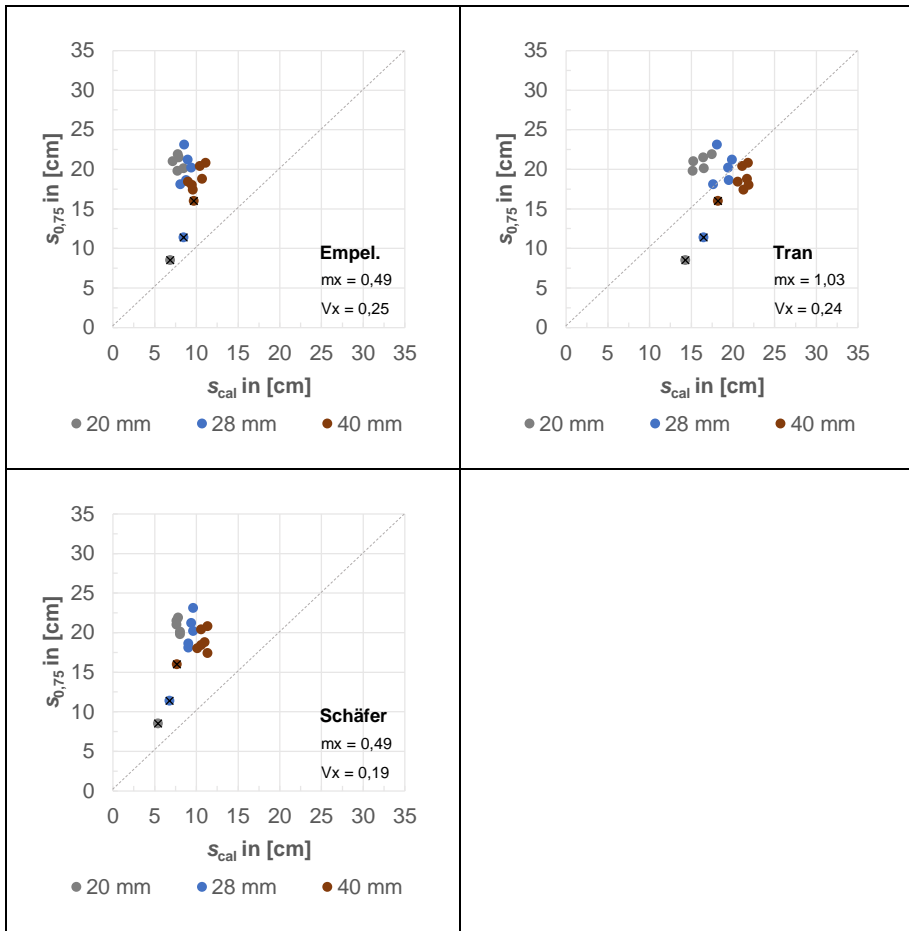 35
30
25
20
15
10
5
0
s0,75 in [cm]
Empel.
mx = 0,49
Vx = 0,25
0 5 10 15 20 25 30 35
scal in [cm]
20 mm 28 mm 40 mm
35
30
25
20
15
10
5
0
s0,75 in [cm]
Tran
mx = 1,03
Vx = 0,24
0 5 10 15 20 25 30 35
scal in [cm]
20 mm 28 mm 40 mm
35
30
25
20
15
10
5
0
s0,75 in [cm]
Schäfer
mx = 0,49
Vx = 0,19
0 5 10 15 20 25 30 35
scal in [cm]
20 mm 28 mm 40 mm